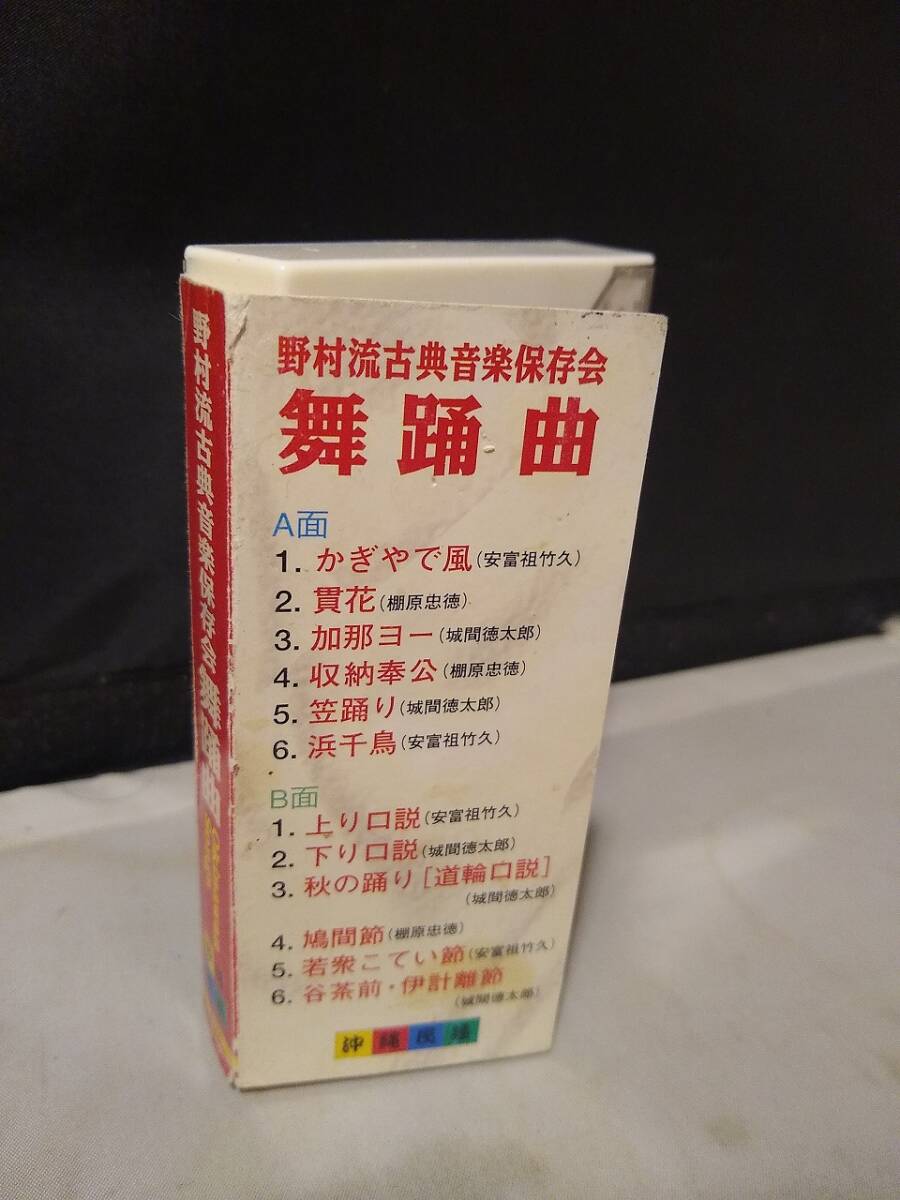 野村流古典音楽保存会
舞踊曲
A面
1. かぎやで風(安富祖竹久)
2. 貫花(棚原忠徳)
3. 加那ヨー(城間徳太郎)
4. 収納奉公(棚原忠徳)
5. 笠踊り(城間徳太郎)
6. 浜千鳥(安富祖竹久)
B面
1. 上り口説(安富祖竹久)
2. 下り口説(城間徳太郎)
3. 秋の踊り[道輪口説]
(城間徳太郎)
4. 鳩間節(棚原忠徳)
5. 若衆こてい節(安富祖竹久)
6. 谷茶前・伊計離節
(城間徳太郎)
沖縄民謡
野村流古典音楽保存会 舞踊曲